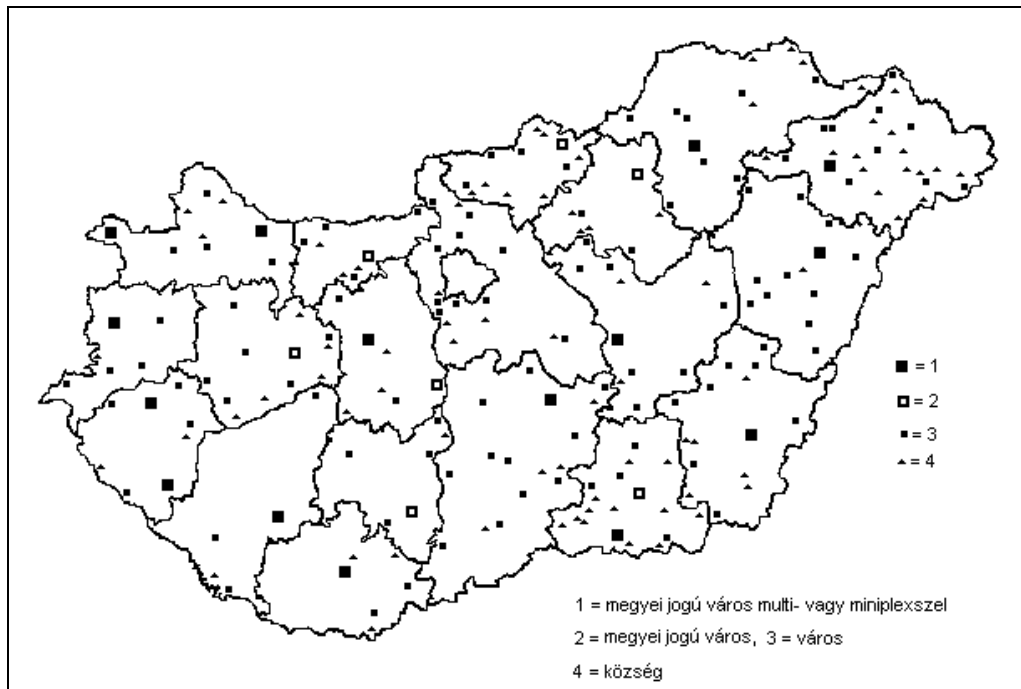 = 1
= 2
= 3
= 4
1 = megyei jogú város multi- vagy miniplexszel
2 = megyei jogú város, 3 = város
4 = község